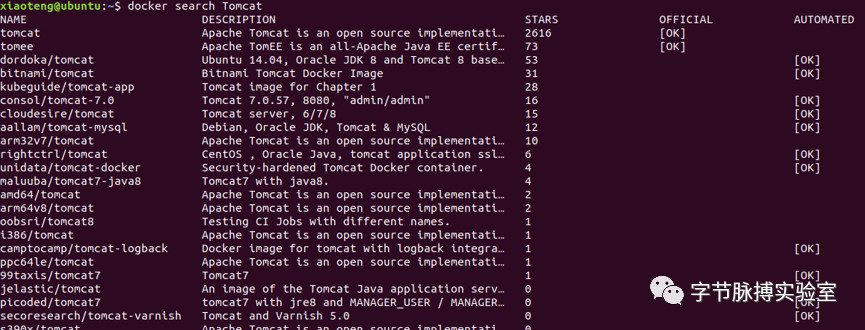 xiaoteng@ubuntu:~$ docker search Tomcat
NAME DESCRIPTION STARS OFFICIAL AUTOMATED
tomcat Apache Tomcat is an open source implementati… 2616 [OK]
tomee Apache TomEE is an all-Apache Java EE certif… 73 [OK]
dordoka/tomcat Ubuntu 14.04, Oracle JDK 8 and Tomcat 8 base… 53 [OK]
bitnami/tomcat Bitnami Tomcat Docker Image 31 [OK]
kubeguide/tomcat-app Tomcat image for Chapter 1 28
consol/tomcat-7.0 Tomcat 7.0.57, 8080, "admin/admin" 16 [OK]
cloudesire/tomcat Tomcat server, 6/7/8 15 [OK]
aallam/tomcat-mysql Debian, Oracle JDK, Tomcat & MySQL 12 [OK]
arm32v7/tomcat Apache Tomcat is an open source implementati… 10
rightctrl/tomcat CentOS , Oracle Java, tomcat application ssl… 6 [OK]
unidata/tomcat-docker Security-hardened Tomcat Docker container. 4 [OK]
maluuba/tomcat7-java8 Tomcat7 with java8. 4
amd64/tomcat Apache Tomcat is an open source implementati… 2
arm64v8/tomcat Apache Tomcat is an open source implementati… 2
oobsri/tomcat8 Testing CI Jobs with different names. 1
i386/tomcat Apache Tomcat is an open source implementati… 1
camptocamp/tomcat-logback Docker image for tomcat with logback integra… 1 [OK]
ppc64le/tomcat Apache Tomcat is an open source implementati… 1
99taxis/tomcat7 Tomcat7 1 [OK]
jelastic/tomcat An image of the Tomcat Java application serv… 0
picoded/tomcat7 tomcat7 with jre8 and MANAGER_USER / MANAGER… 0 [OK]
secoresearch/tomcat-varnish Tomcat and Varnish 5.0 0 [OK]
s390x/tomcat Apache Tomcat is an open source implementati… 0
字节脉搏实验室